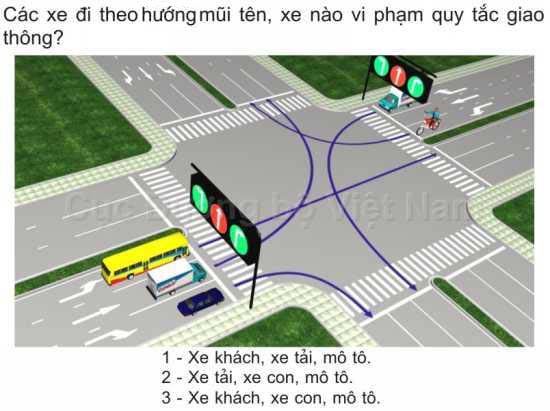 Các xe đi theo hướng mũi tên, xe nào vi phạm quy tắc giao
thông?
Cục Đường bộ Việt Nam
1 - Xe khách, xe tải, mô tô.
2 - Xe tải, xe con, mô tô.
3 - Xe khách, xe con, mô tô.